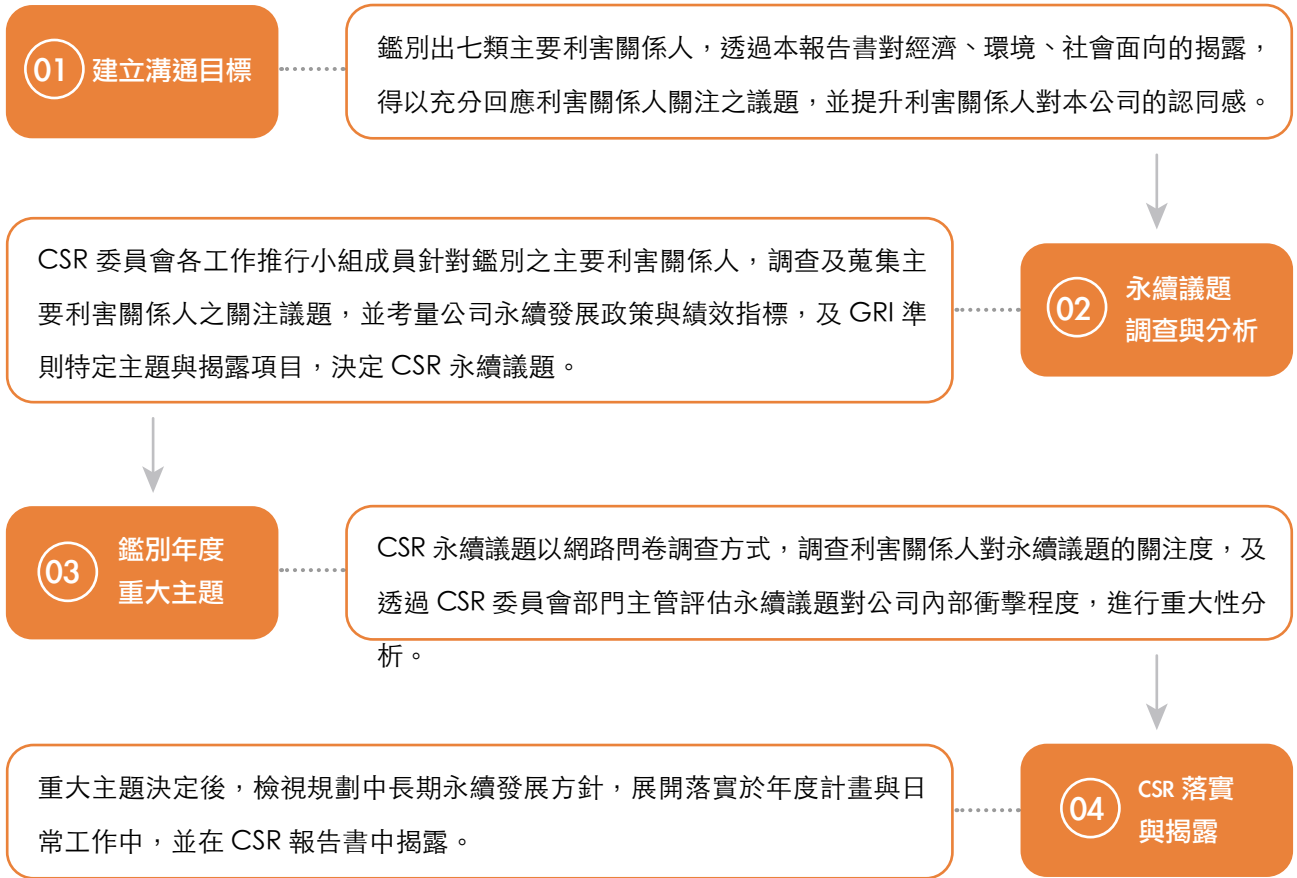 01 建立溝通目標
鑑別出七類主要利害關係人，透過本報告書對經濟、環境、社會面向的揭露，
得以充分回應利害關係人關注之議題，並提升利害關係人對本公司的認同感。
02
永續議題
調查與分析
CSR 委員會各工作推行小組成員針對鑑別之主要利害關係人，調查及蒐集主
要利害關係人之關注議題，並考量公司永續發展政策與績效指標，及 GRI 準
則特定主題與揭露項目，決定 CSR 永續議題。
03
鑑別年度
重大主題
CSR 永續議題以網路問卷調查方式，調查利害關係人對永續議題的關注度，及
透過 CSR 委員會部門主管評估永續議題對公司內部衝擊程度，進行重大性分
析。
04
CSR 落實
與揭露
重大主題決定後，檢視規劃中長期永續發展方針，展開落實於年度計畫與日
常工作中，並在 CSR 報告書中揭露。